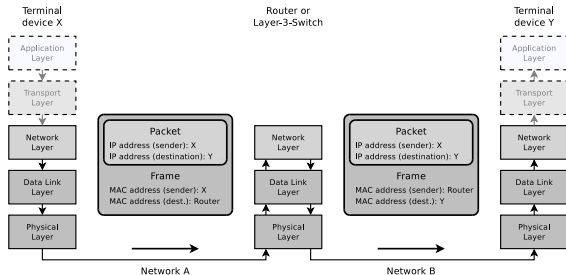 Terminal
device X
Router or
Layer-3-Switch
Terminal
device Y
Application
Layer
Transport
Layer
Network
Layer
Data Link
Layer
Physical
Layer
Packet
IP address (sender): X
IP address (destination): Y
Frame
MAC address (sender): X
MAC address (dest.): Router
Network A
Network
Layer
Data Link
Layer
Physical
Layer
Packet
IP address (sender): X
IP address (destination): Y
Frame
MAC address (sender): Router
MAC address (dest.): Y
Network B
Application
Layer
Transport
Layer
Network
Layer
Data Link
Layer
Physical
Layer